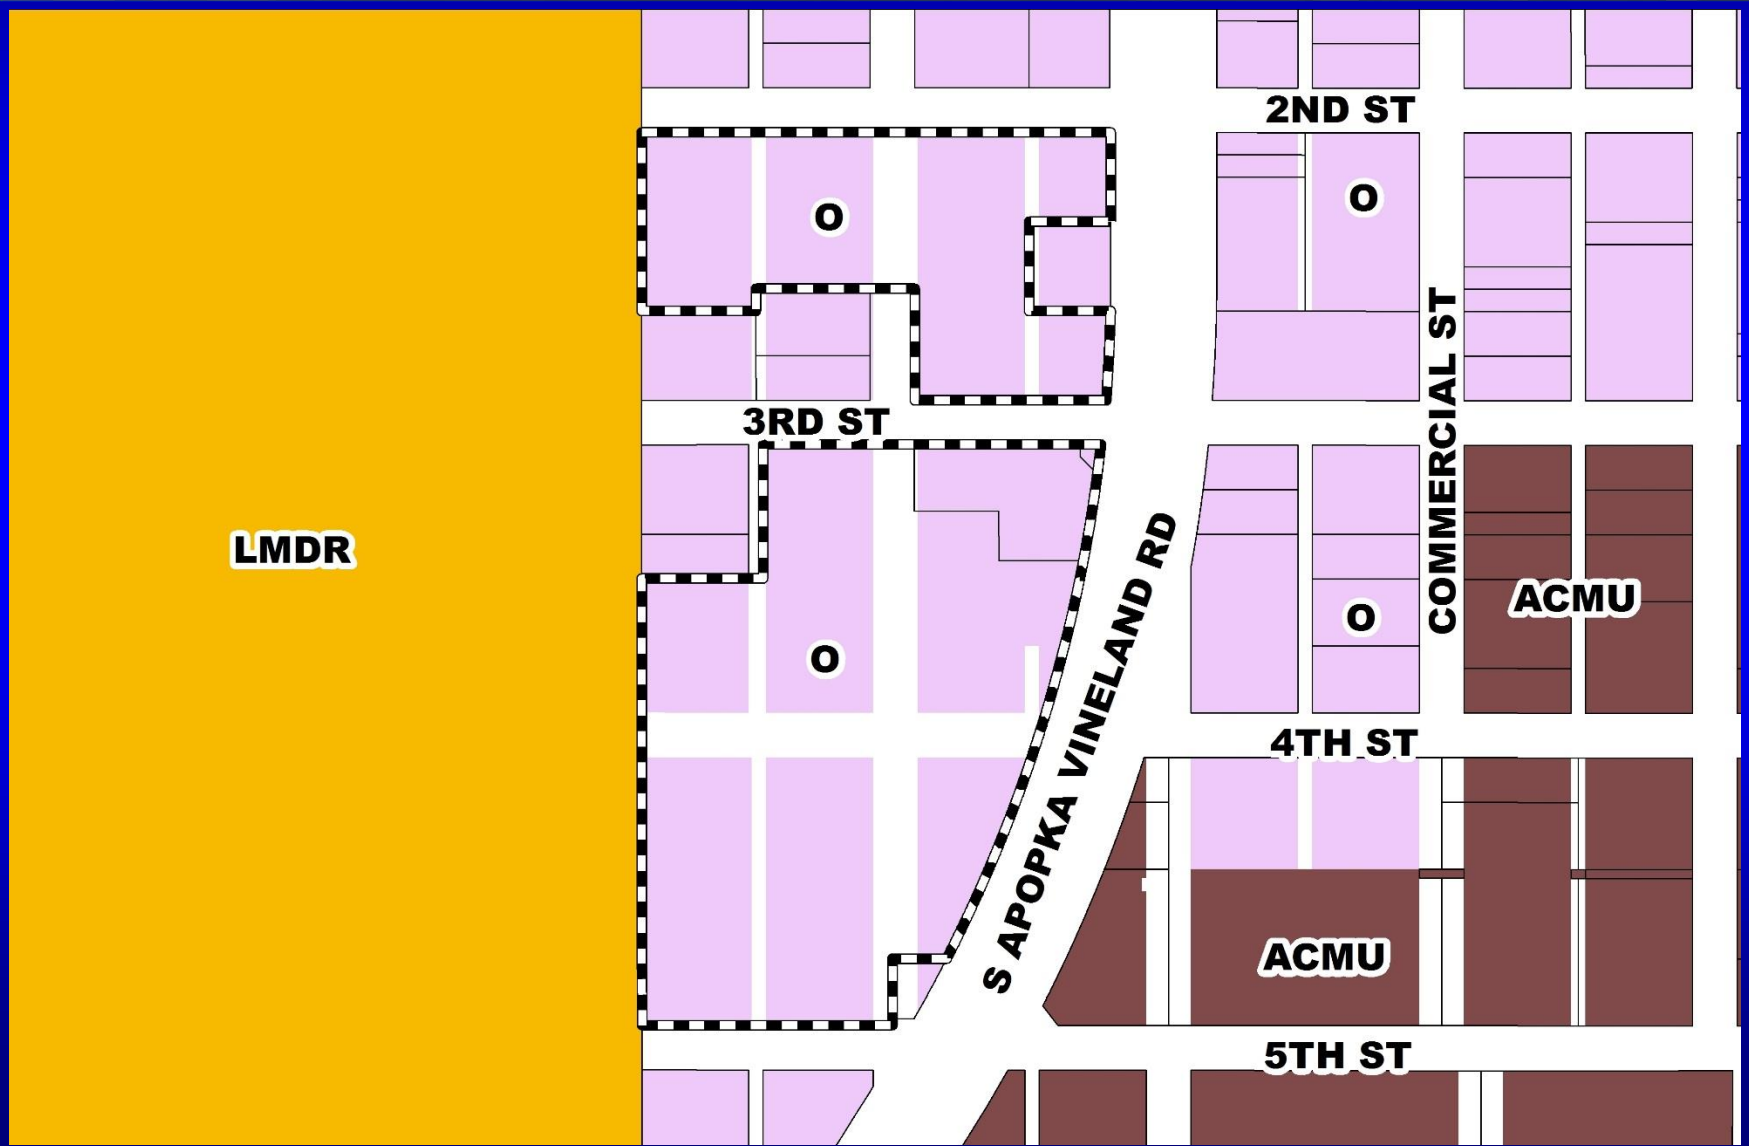 2ND ST
O
O
COMMERCIAL ST
3RD ST
LMDR
S APOPKA VINELAND RD
ACMU
O
O
4TH ST
ACMU
5TH ST